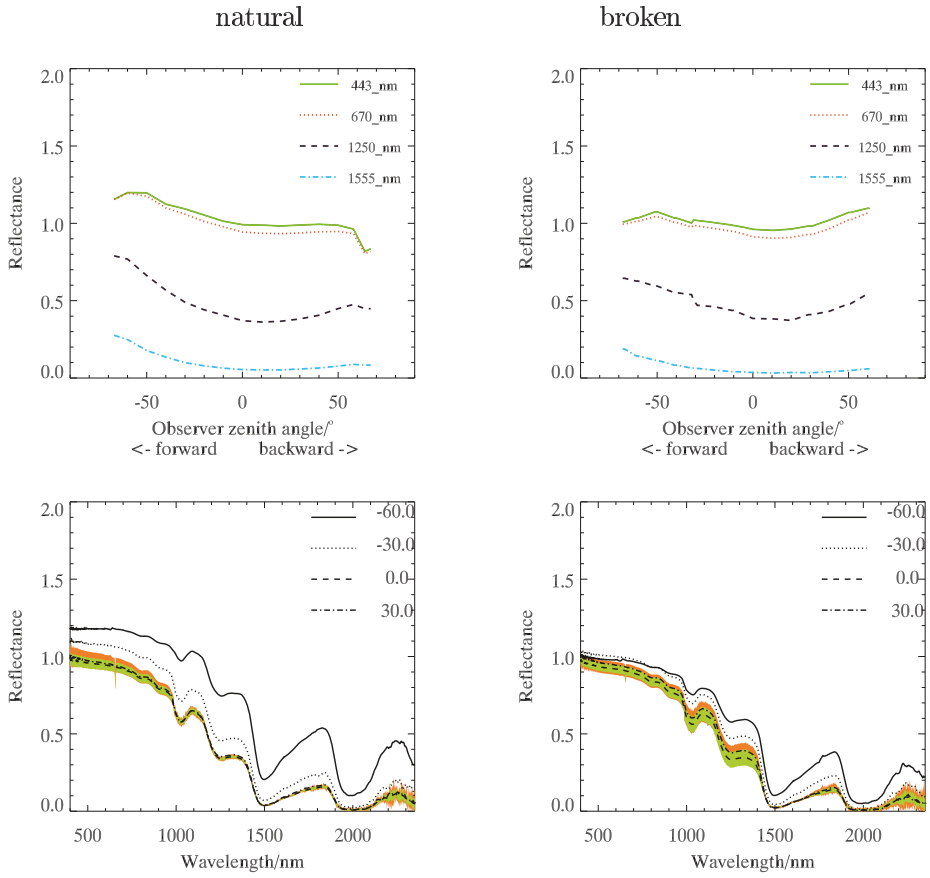 natural broken
2.0
1.5
1.0
0.5
0.0
Reflectance
443_nm
670_nm
1250_nm
1555_nm
-50 0 50
Observer zenith angle/°
<- forward backward ->
2.0
1.5
1.0
0.5
0.0
Reflectance
443_nm
670_nm
1250_nm
1555_nm
-50 0 50
Observer zenith angle/°
<- forward backward ->
2.0
1.5
1.0
0.5
0.0
Reflectance
-60.0
-30.0
0.0
30.0
500 1000 1500 2000
Wavelength/nm
2.0
1.5
1.0
0.5
0.0
Reflectance
-60.0
-30.0
0.0
30.0
500 1000 1500 2000
Wavelength/nm